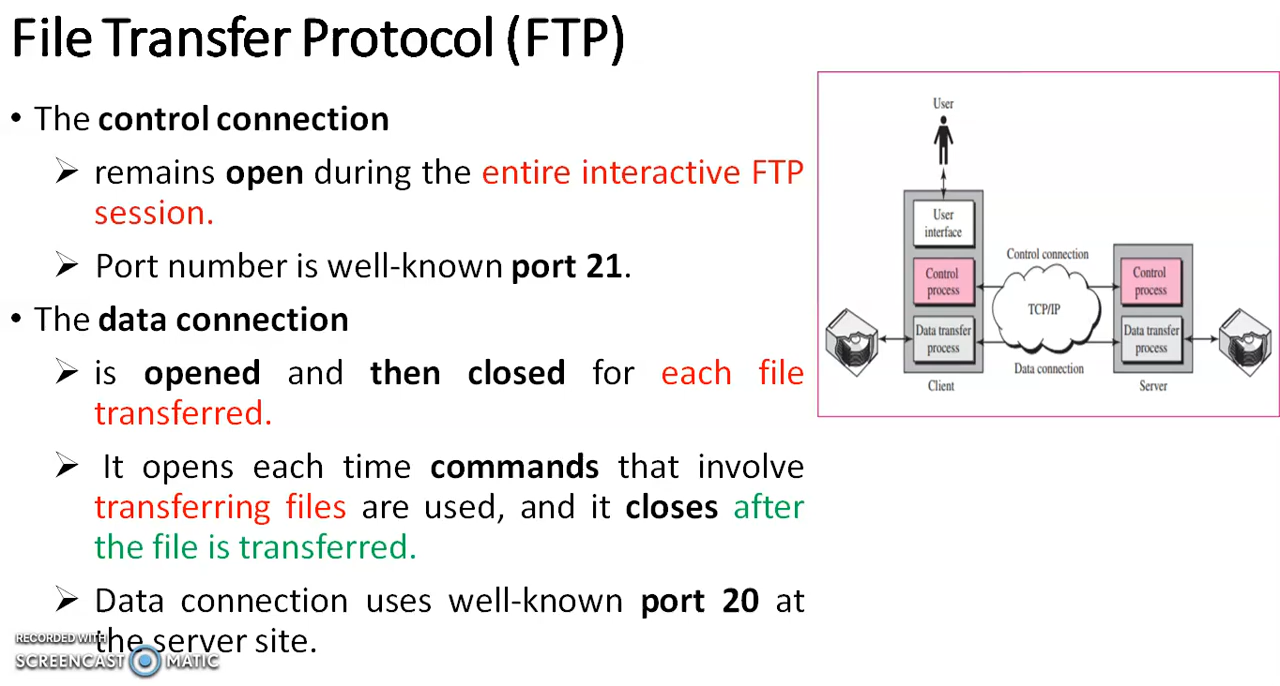 File Transfer Protocol (FTP)
• The control connection
➢ remains open during the entire interactive FTP
session.
➢ Port number is well-known port 21.
• The data connection
➢ is opened and then closed for each file
transferred.
➢ It opens each time commands that involve
transferring files are used, and it closes after
the file is transferred.
➢ Data connection uses well-known port 20 at
the server site.
User
User
interface
Control
process
Data transfer
process
Client
Control connection
TCP/IP
Data connection
Control
process
Data transfer
process
Server
RECORDED WITH
SCREENCAST MATIC